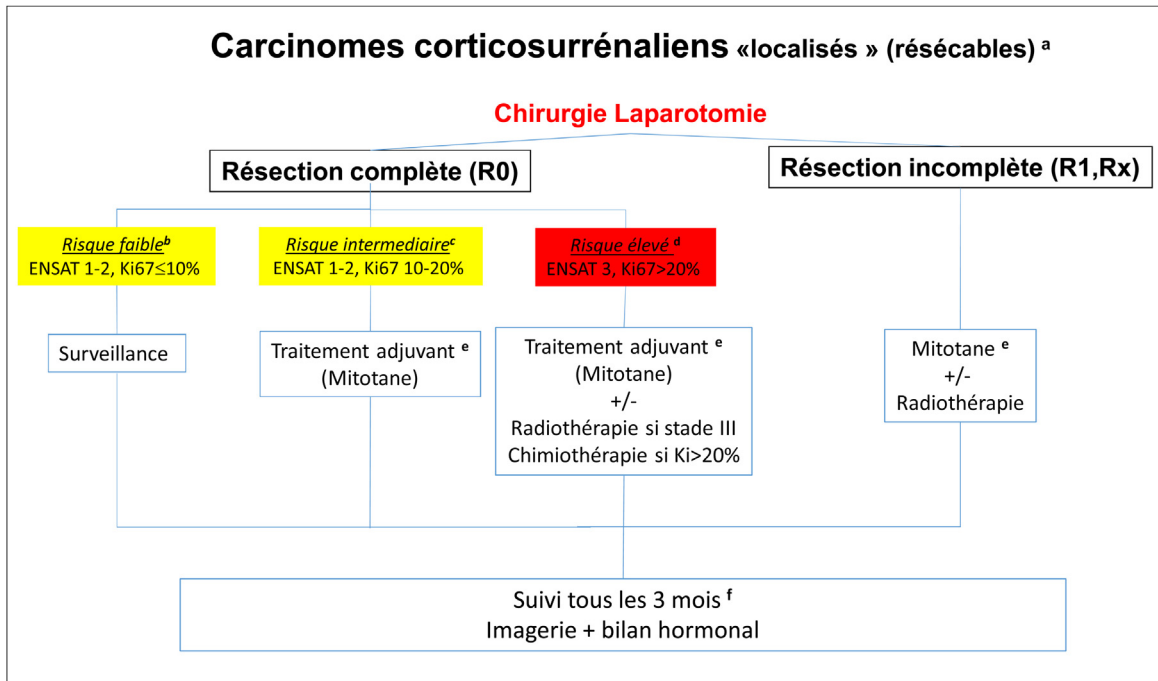 Carcinomes corticosurrénaliens «localisés » (résécables) a
Chirurgie Laparotomie
Résection complète (R0)
Résection incomplète (R1,Rx)
Risque faibleb
ENSAT 1-2, Ki67≤10%
Risque intermediairec
ENSAT 1-2, Ki67 10-20%
Risque élevé d
ENSAT 3, Ki67>20%
Surveillance
Traitement adjuvant e
(Mitotane)
Traitement adjuvant e
(Mitotane)
+/-
Radiothérapie si stade III
Chimiothérapie si Ki>20%
Mitotane e
+/-
Radiothérapie
Suivi tous les 3 mois f
Imagerie + bilan hormonal